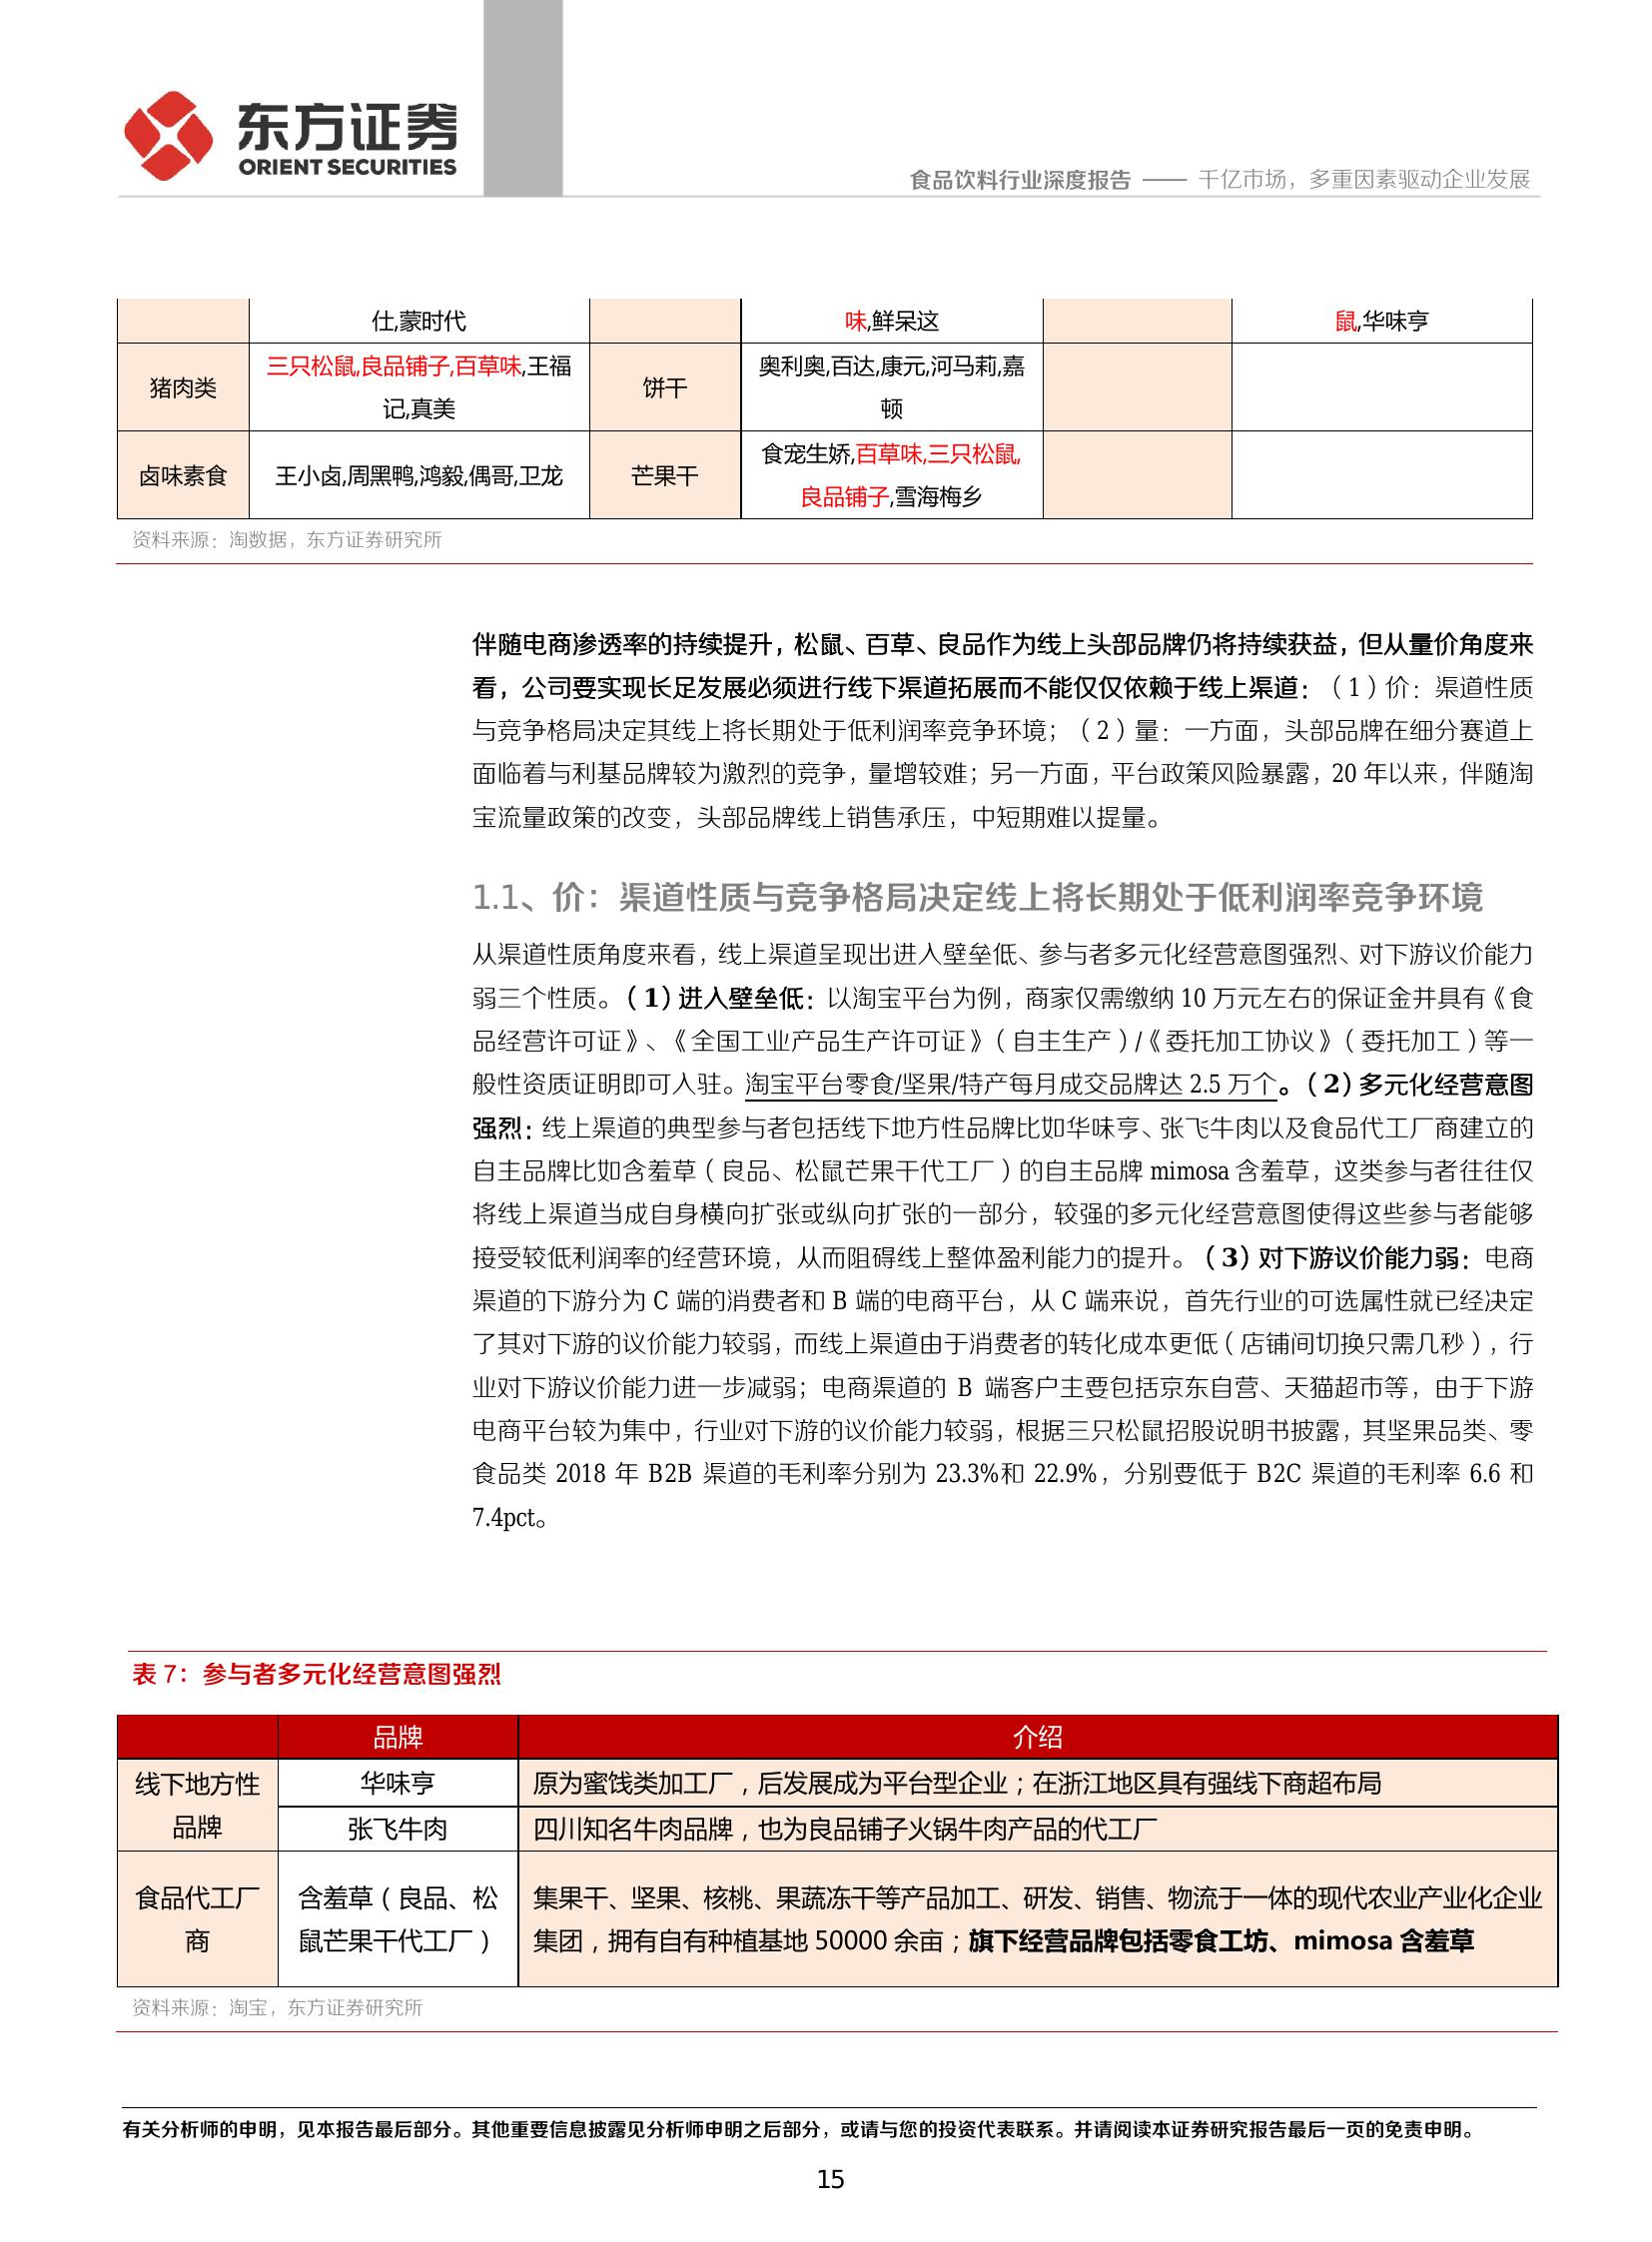 东方证券
ORIENT SECURITIES
食品饮料行业深度报告 —— 千亿市场，多重因素驱动企业发展
仕,蒙时代
味,鲜呆这
鼠,华味亨
猪肉类
三只松鼠,良品铺子,百草味,王福
记,真美
饼干
奥利奥,百达,康元,河马莉,嘉
顿
卤味素食
王小卤,周黑鸭,鸿毅,偶哥,卫龙
芒果干
食宠生娇,百草味,三只松鼠,
良品铺子,雪海梅乡
资料来源：淘数据，东方证券研究所
伴随电商渗透率的持续提升，松鼠、百草、良品作为线上头部品牌仍将持续获益，但从量价角度来
看，公司要实现长足发展必须进行线下渠道拓展而不能仅仅依赖于线上渠道：（1）价：渠道性质
与竞争格局决定其线上将长期处于低利润率竞争环境；（2）量：一方面，头部品牌在细分赛道上
面临着与利基品牌较为激烈的竞争，量增较难；另一方面，平台政策风险暴露，20 年以来，伴随淘
宝流量政策的改变，头部品牌线上销售承压，中短期难以提量。
1.1、价：渠道性质与竞争格局决定线上将长期处于低利润率竞争环境
从渠道性质角度来看，线上渠道呈现出进入壁垒低、参与者多元化经营意图强烈、对下游议价能力
弱三个性质。（1）进入壁垒低：以淘宝平台为例，商家仅需缴纳 10 万元左右的保证金并具有《食
品经营许可证》、《全国工业产品生产许可证》（自主生产）/《委托加工协议》（委托加工）等一
般性资质证明即可入驻。淘宝平台零食/坚果/特产每月成交品牌达 2.5 万个。（2）多元化经营意图
强烈：线上渠道的典型参与者包括线下地方性品牌比如华味亨、张飞牛肉以及食品代工厂商建立的
自主品牌比如含羞草（良品、松鼠芒果干代工厂）的自主品牌 mimosa 含羞草，这类参与者往往仅
将线上渠道当成自身横向扩张或纵向扩张的一部分，较强的多元化经营意图使得这些参与者能够
接受较低利润率的经营环境，从而阻碍线上整体盈利能力的提升。（3）对下游议价能力弱：电商
渠道的下游分为 C 端的消费者和 B 端的电商平台，从 C 端来说，首先行业的可选属性就已经决定
了其对下游的议价能力较弱，而线上渠道由于消费者的转化成本更低（店铺间切换只需几秒），行
业对下游议价能力进一步减弱；电商渠道的 B 端客户主要包括京东自营、天猫超市等，由于下游
电商平台较为集中，行业对下游的议价能力较弱，根据三只松鼠招股说明书披露，其坚果品类、零
食品类 2018 年 B2B 渠道的毛利率分别为 23.3%和 22.9%，分别要低于 B2C 渠道的毛利率 6.6 和
7.4pct。
表 7：参与者多元化经营意图强烈
品牌
介绍
线下地方性
品牌
华味亨
原为蜜饯类加工厂，后发展成为平台型企业；在浙江地区具有强线下商超布局
张飞牛肉
四川知名牛肉品牌，也为良品铺子火锅牛肉产品的代工厂
食品代工厂
商
含羞草（良品、松
鼠芒果干代工厂）
集果干、坚果、核桃、果蔬冻干等产品加工、研发、销售、物流于一体的现代农业产业化企业
集团，拥有自有种植基地 50000 余亩；旗下经营品牌包括零食工坊、mimosa 含羞草
资料来源：淘宝，东方证券研究所
有关分析师的申明，见本报告最后部分。其他重要信息披露见分析师申明之后部分，或请与您的投资代表联系。并请阅读本证券研究报告最后一页的免责申明。
15